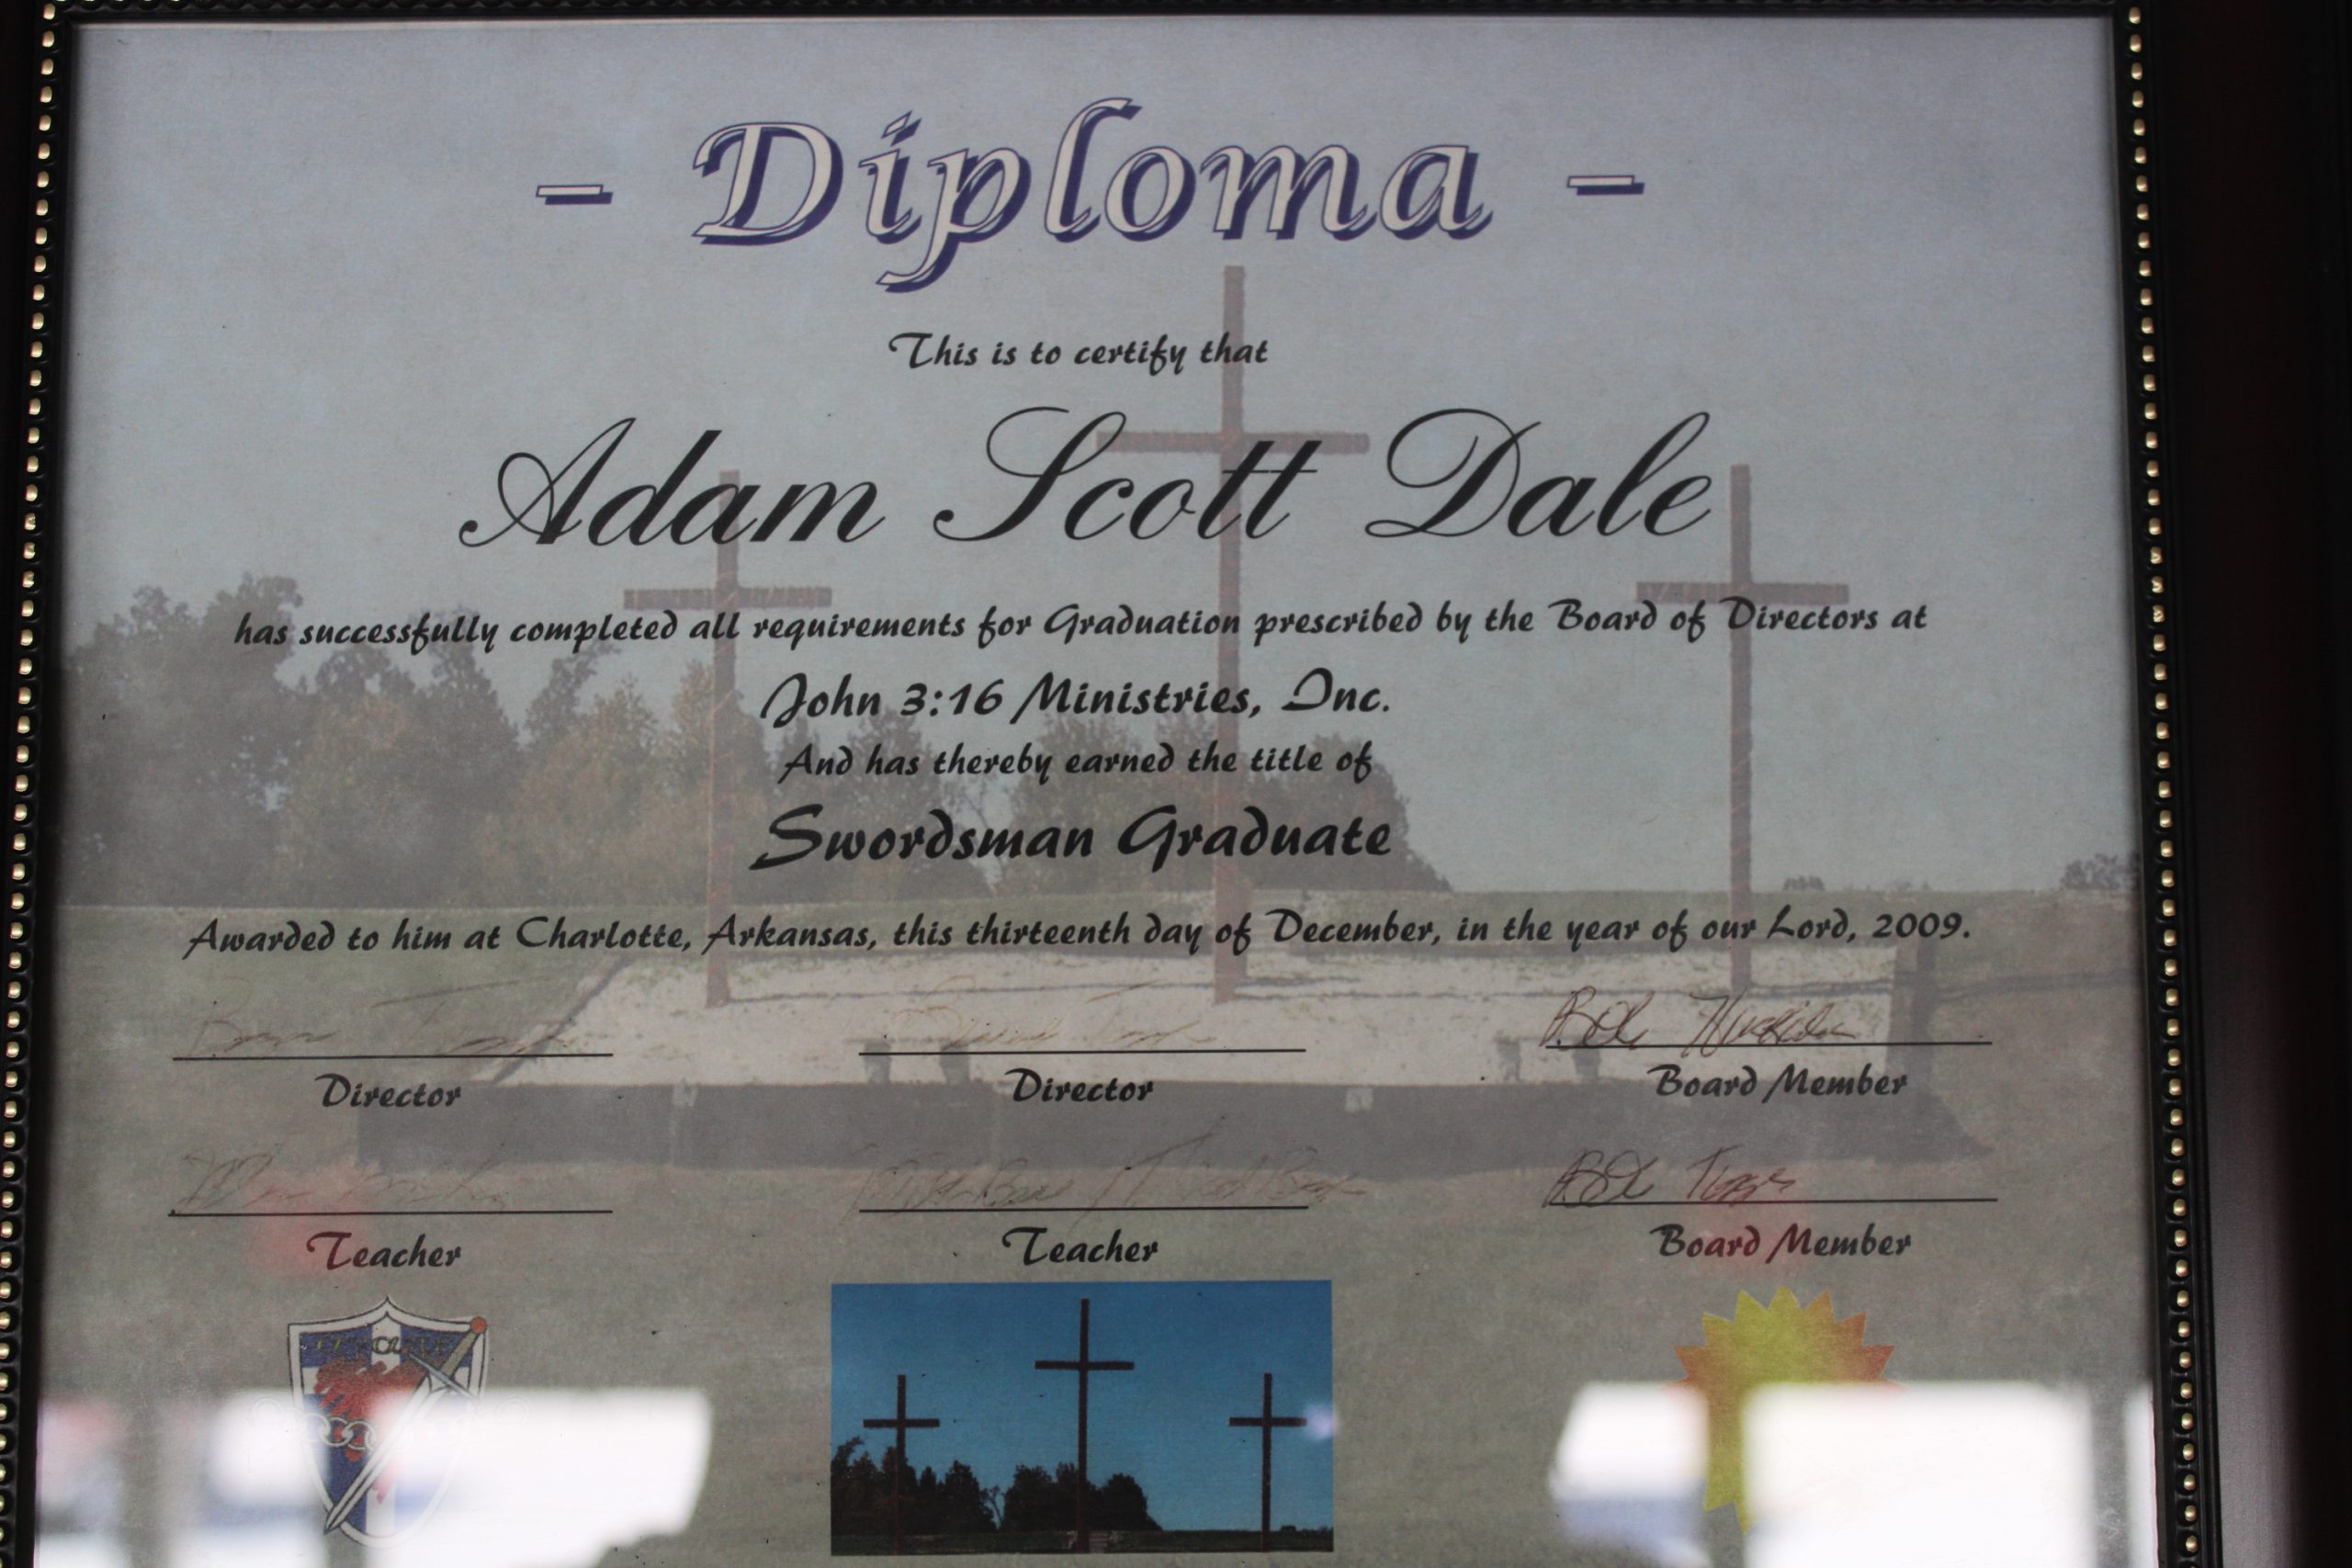 - Diploma -
This is to certify that
Adam Scott Dale
has successfully completed all requirements for Graduation prescribed by the Board of Directors at
John 3:16 Ministries, Inc.
And has thereby earned the title of
Swordsman Graduate
Awarded to him at Charlotte, Arkansas, this thirteenth day of December, in the year of our Lord, 2009.
Bob
Director Director Board Member
Bob
Teacher Teacher Board Member